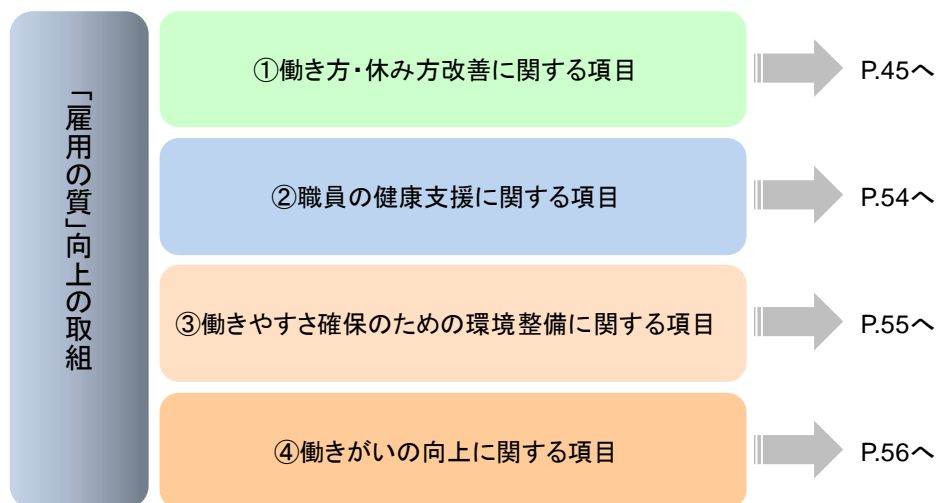 「雇用の質」向上の取組
①働き方・休み方改善に関する項目
P.45へ
②職員の健康支援に関する項目
P.54へ
③働きやすさ確保のための環境整備に関する項目
P.55へ
④働きがいの向上に関する項目
P.56へ